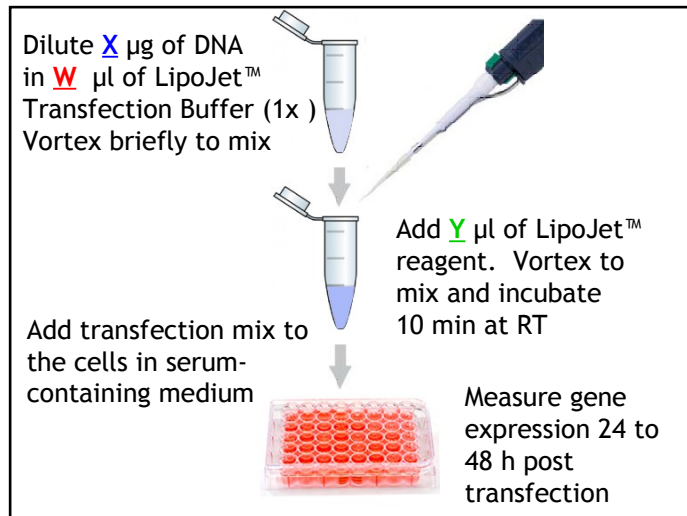 Dilute X µg of DNA
in W µl of LipoJet™
Transfection Buffer (1x )
Vortex briefly to mix
Add Y µl of LipoJet™
reagent. Vortex to
mix and incubate
10 min at RT
Add transfection mix to
the cells in serum-
containing medium
Measure gene
expression 24 to
48 h post
transfection